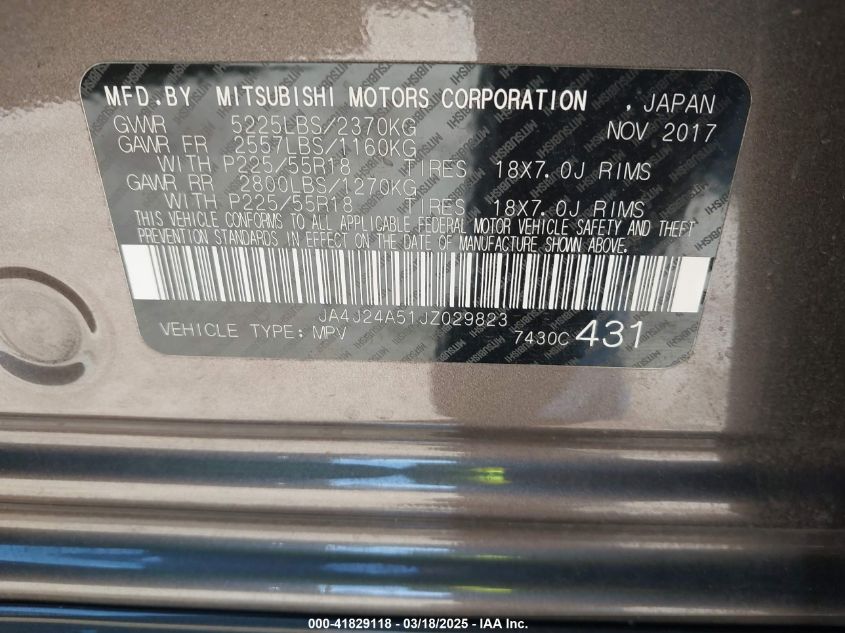 MFD.BY MITSUBISHI MOTORS CORPORATION . JAPAN
GVWR 5225LBS/2370KG NOV 2017
GAWR FR 2557LBS/1160KG
WITH P225/55R18 TIRES 18X7.0J RIMS
GAWR RR 2800LBS/1270KG
WITH P225/55R18 TIRES 18X7.0J RIMS
THIS VEHICLE CONFORMS TO ALL APPLICABLE FEDERAL MOTOR VEHICLE SAFETY AND THEFT
PREVENTION STANDARDS IN EFFECT ON THE DATE OF MANUFACTURE SHOWN ABOVE.
JA4J24A51JZ029823
VEHICLE TYPE: MPV 7430C 431
000-41829118 - 03/18/2025 - IAA Inc.